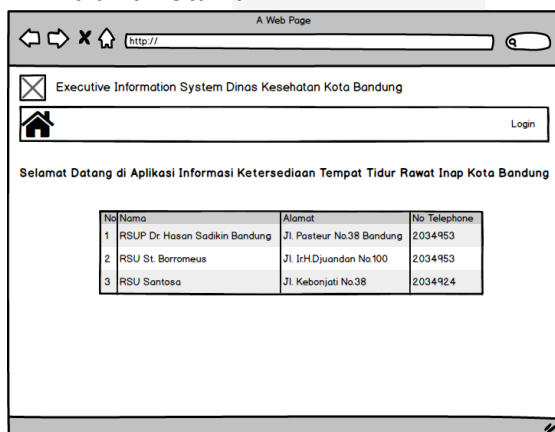 A Web Page
http://
Executive Information System Dinas Kesehatan Kota Bandung
Login
Selamat Datang di Aplikasi Informasi Ketersediaan Tempat Tidur Rawat Inap Kota Bandung
No Nama Alamat No Telephone
1 RSUP Dr. Hasan Sadikin Bandung Jl. Pasteur No.38 Bandung 2034953
2 RSU St. Borromeus Jl. Ir.H.Djuandan No.100 2034953
3 RSU Santosa Jl. Kebonjati No.38 2034924